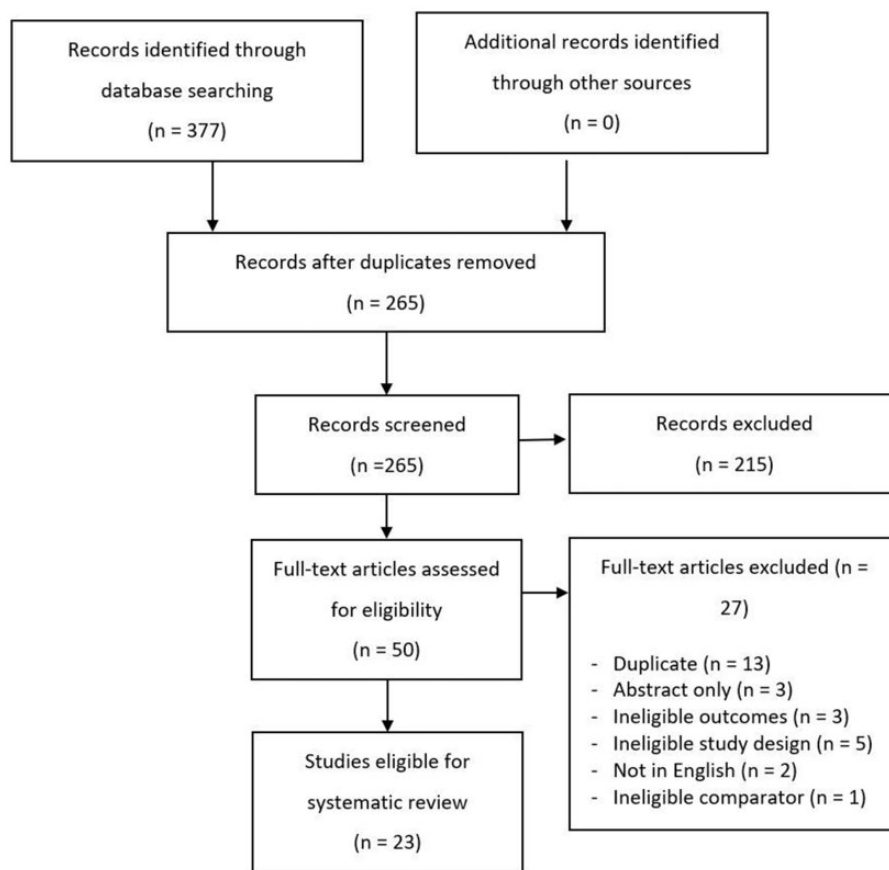 Records identified through
database searching
(n = 377)
Additional records identified
through other sources
(n = 0)
Records after duplicates removed
(n = 265)
Records screened
(n =265)
Records excluded
(n = 215)
Full-text articles assessed
for eligibility
(n = 50)
Full-text articles excluded (n =
27)
- Duplicate (n = 13)
- Abstract only (n = 3)
- Ineligible outcomes (n = 3)
- Ineligible study design (n = 5)
- Not in English (n = 2)
- Ineligible comparator (n = 1)
Studies eligible for
systematic review
(n = 23)